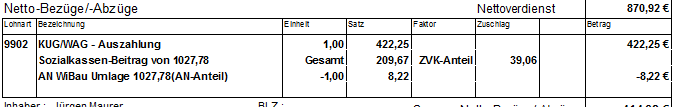 Netto-Bezüge/-Abzüge Nettoverdienst 870,92 €
Lohnart Bezeichnung Einheit Satz Faktor Zuschlag Betrag
9902 KUG/WAG - Auszahlung 1,00 422,25 422,25 €
Sozialkassen-Beitrag von 1027,78 Gesamt 209,67 ZVK-Anteil 39,06
AN WiBau Umlage 1027,78(AN-Anteil) -1,00 8,22 -8,22 €
Inhaber : Jürgen Maurer BLZ :